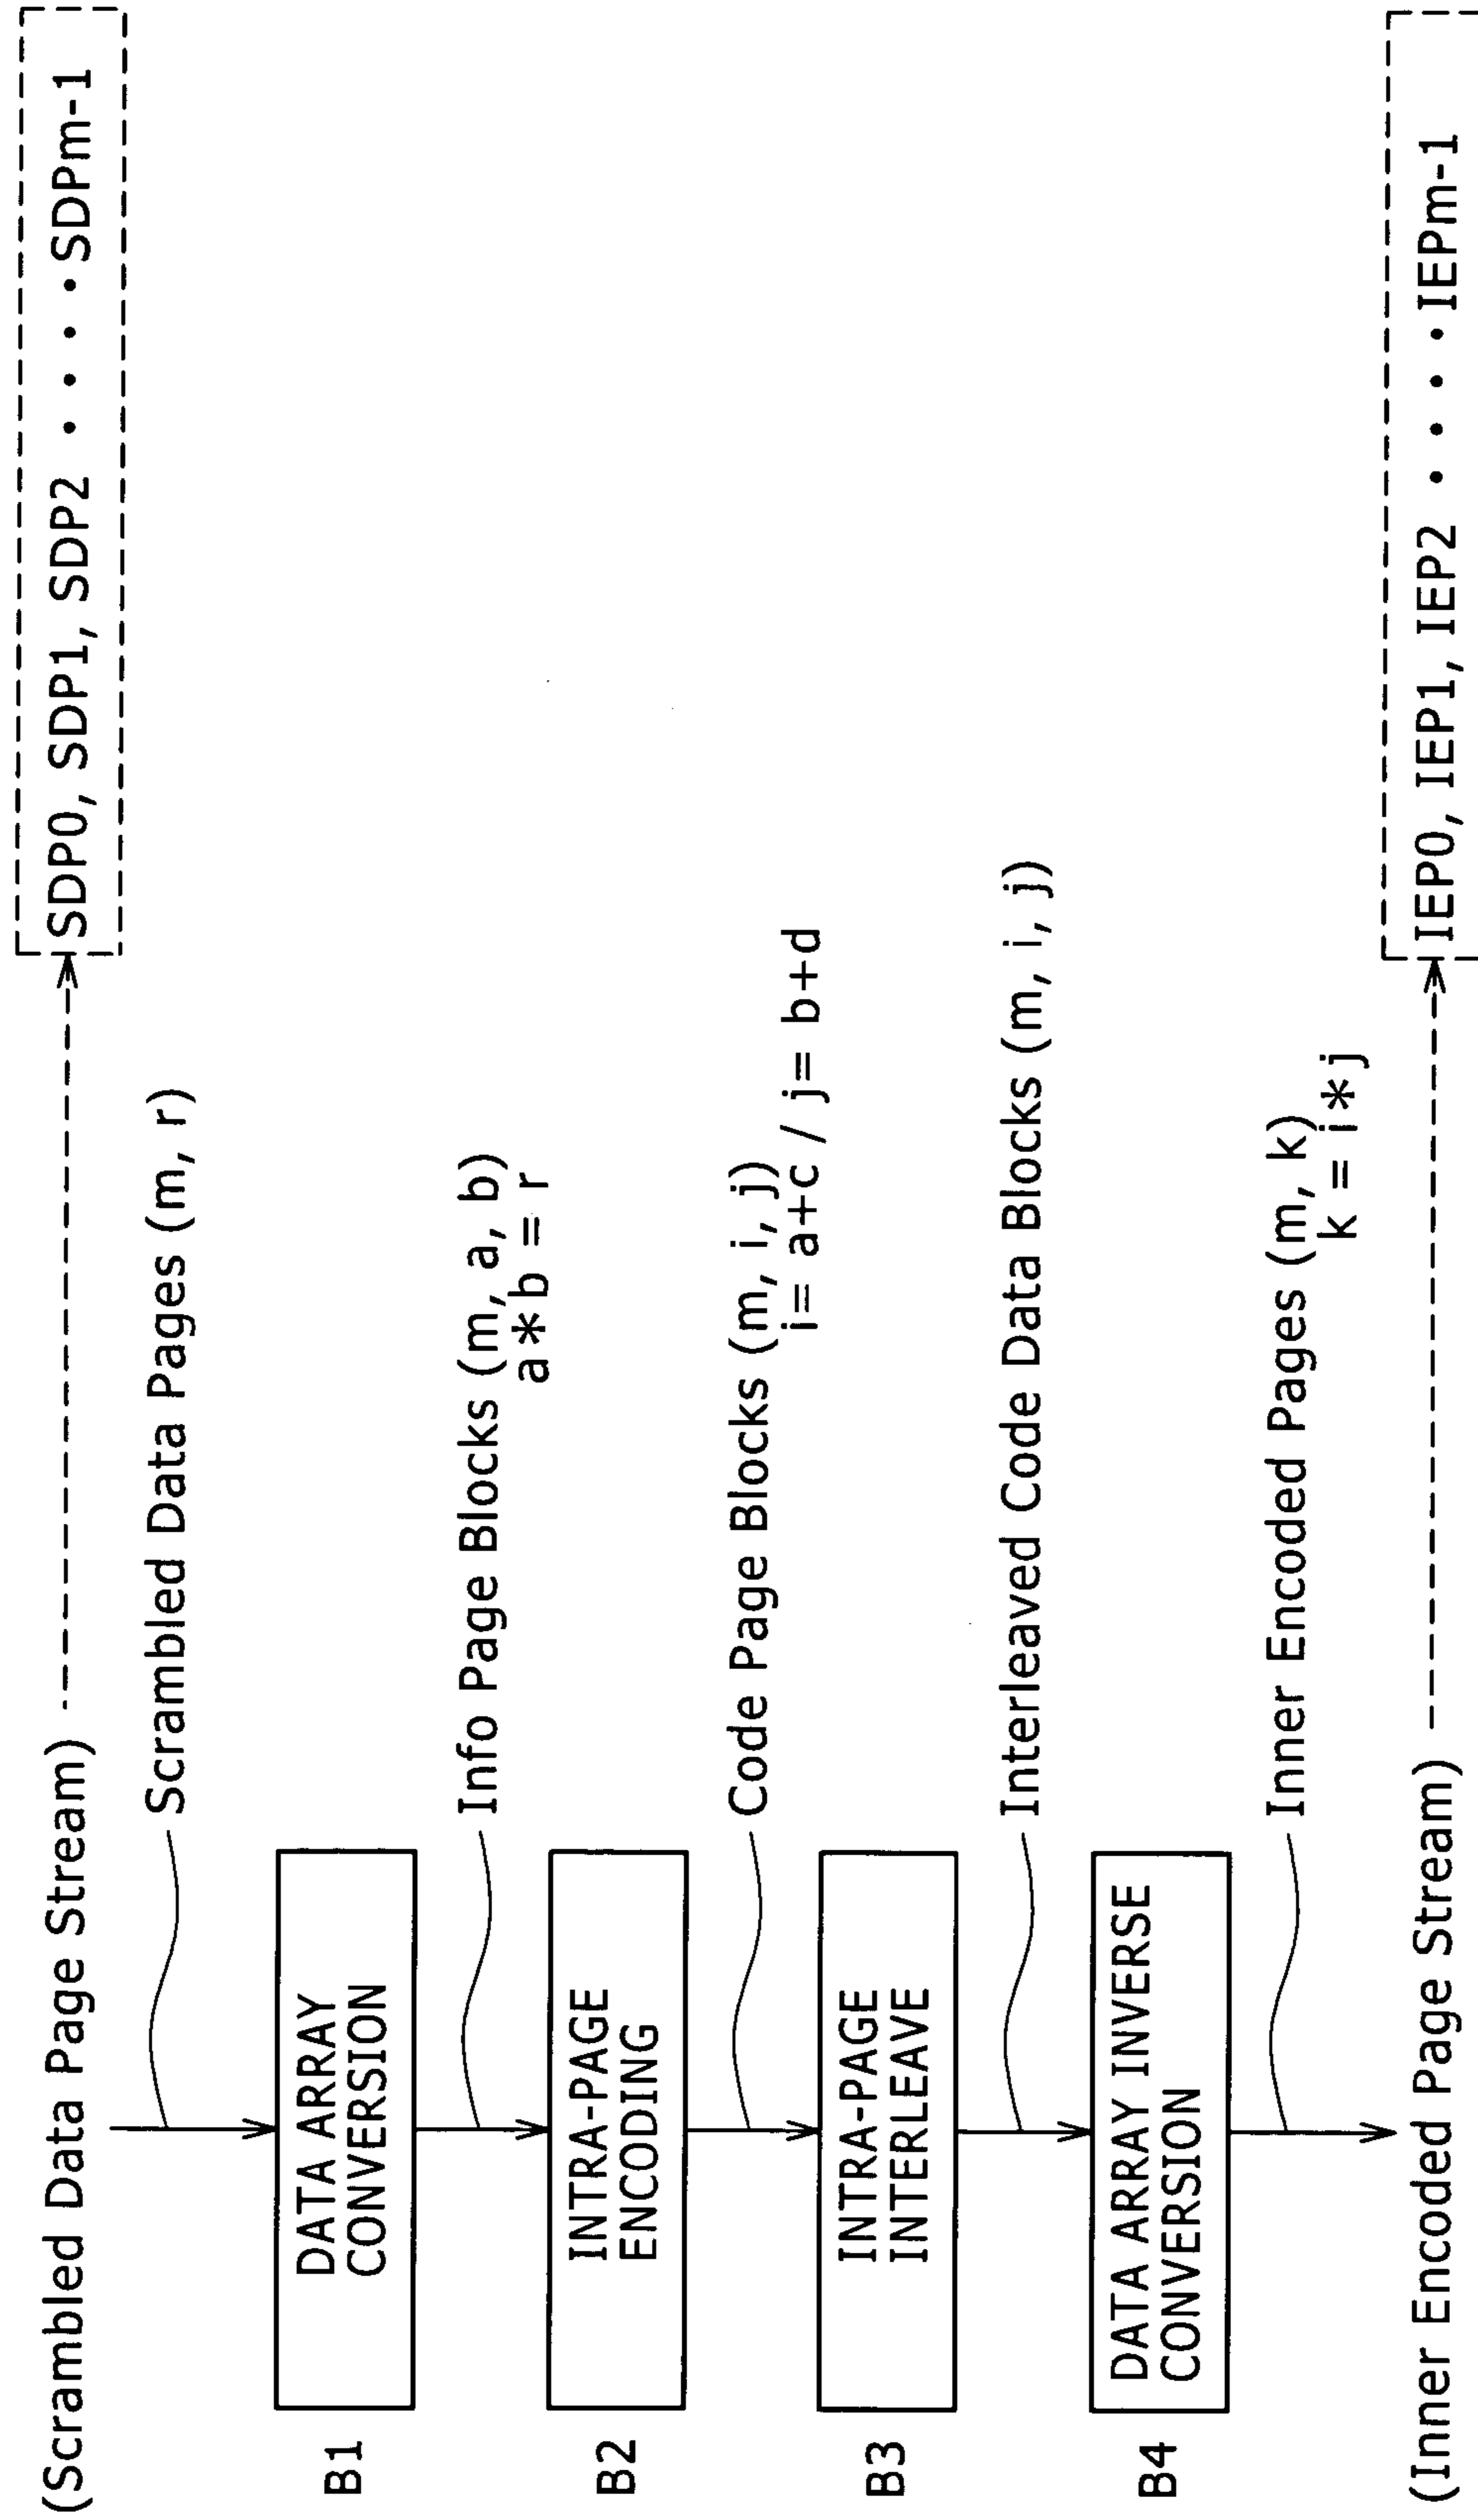 (Scrambled Data Page Stream)
SDP0, SDP1, SDP2 • • • • SDPm-1
Scrambled Data Pages (m, r)
B1
DATA ARRAY
CONVERSION
Info Page Blocks (m, a, b)
a*b = r
B2
INTRA-PAGE
ENCODING
Code Page Blocks (m, i, j)
i= a+c / j= b+d
B3
INTRA-PAGE
INTERLEAVE
Interleaved Code Data Blocks (m, i, j)
B4
DATA ARRAY INVERSE
CONVERSION
Inner Encoded Pages (m, k)
k = i*j
(Inner Encoded Page Stream)
IEP0, IEP1, IEP2 • • • • IEPm-1